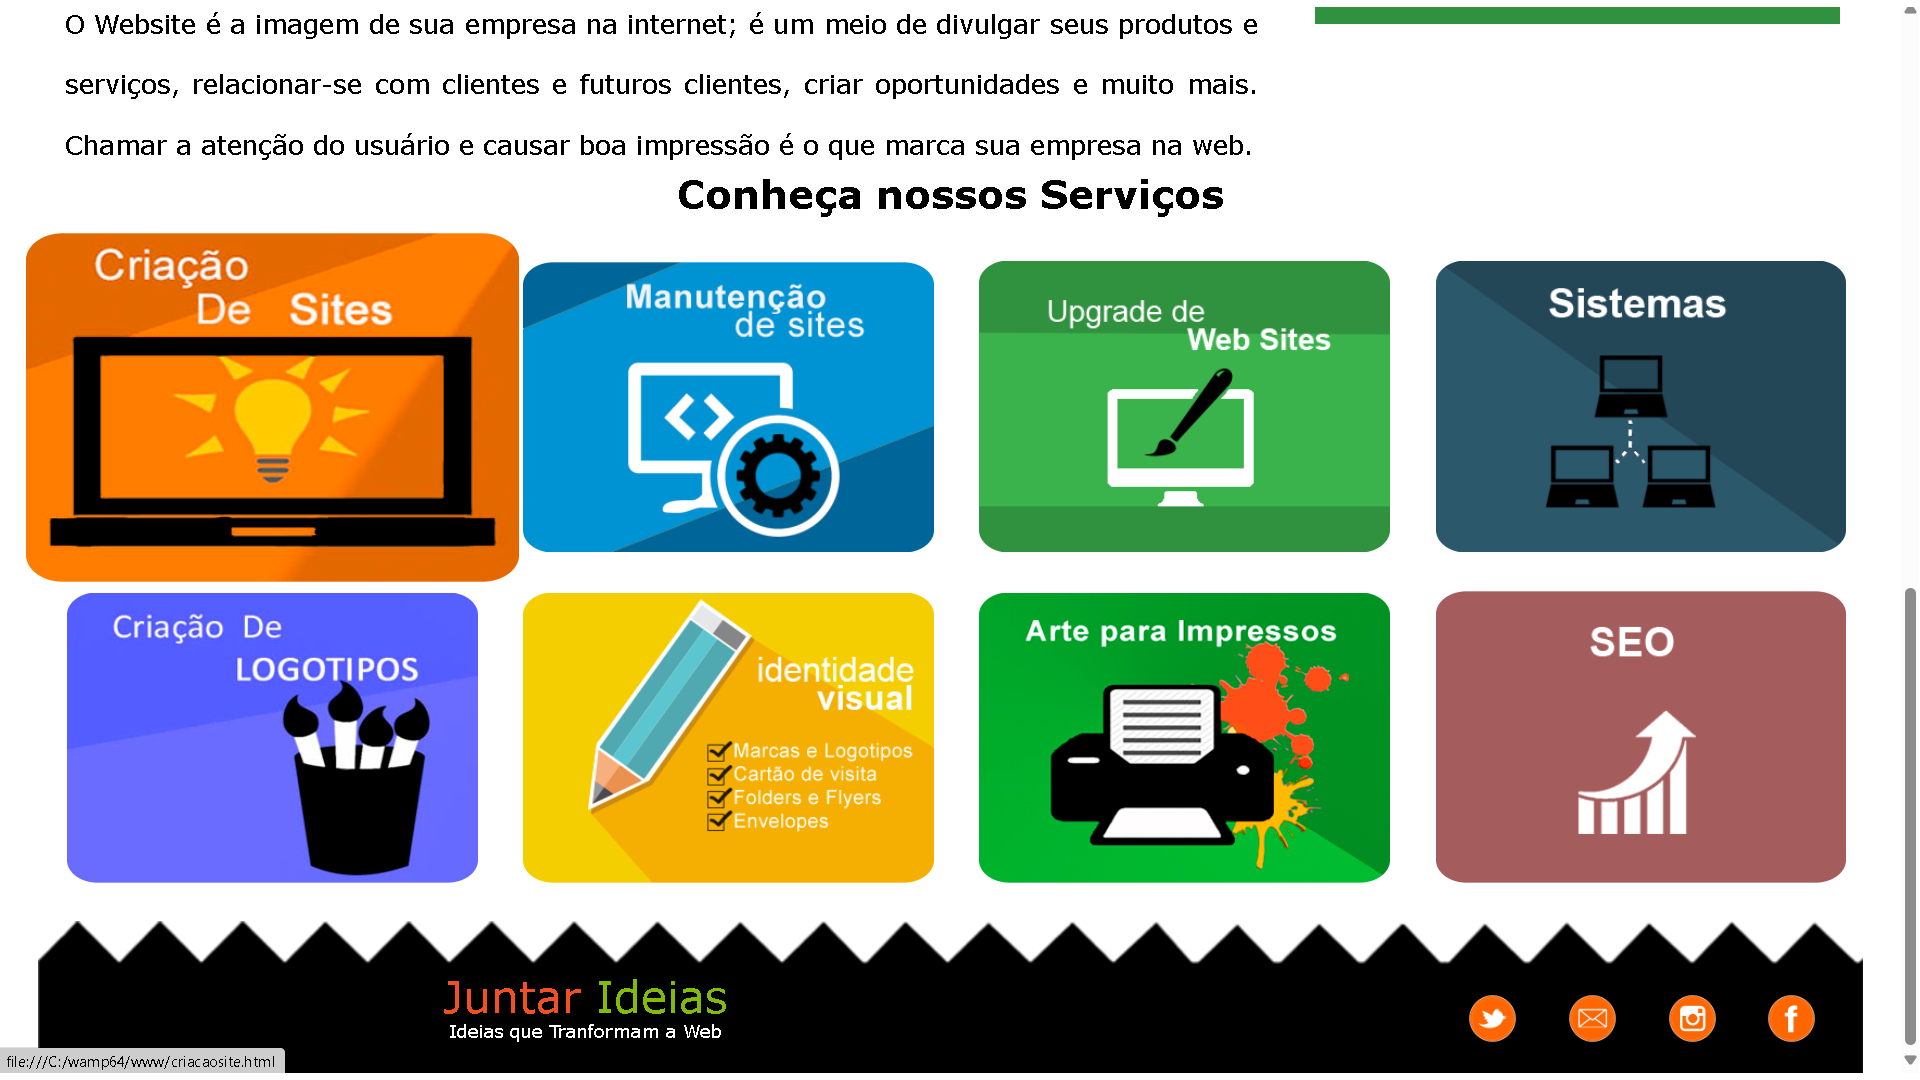 O Website é a imagem de sua empresa na internet; é um meio de divulgar seus produtos e
serviços, relacionar-se com clientes e futuros clientes, criar oportunidades e muito mais.
Chamar a atenção do usuário e causar boa impressão é o que marca sua empresa na web.
Conheça nossos Serviços
Criação
De Sites
Manutenção
de sites
Upgrade de
Web Sites
Sistemas
Criação De
LOGOTIPOS
identidade
visual
Marcas e Logotipos
Cartão de visita
Folders e Flyers
Envelopes
Arte para Impressos
SEO
Juntar Ideias
Ideias que Tranformam a Web
file:///C:/wamp64/www/criacaosite.html